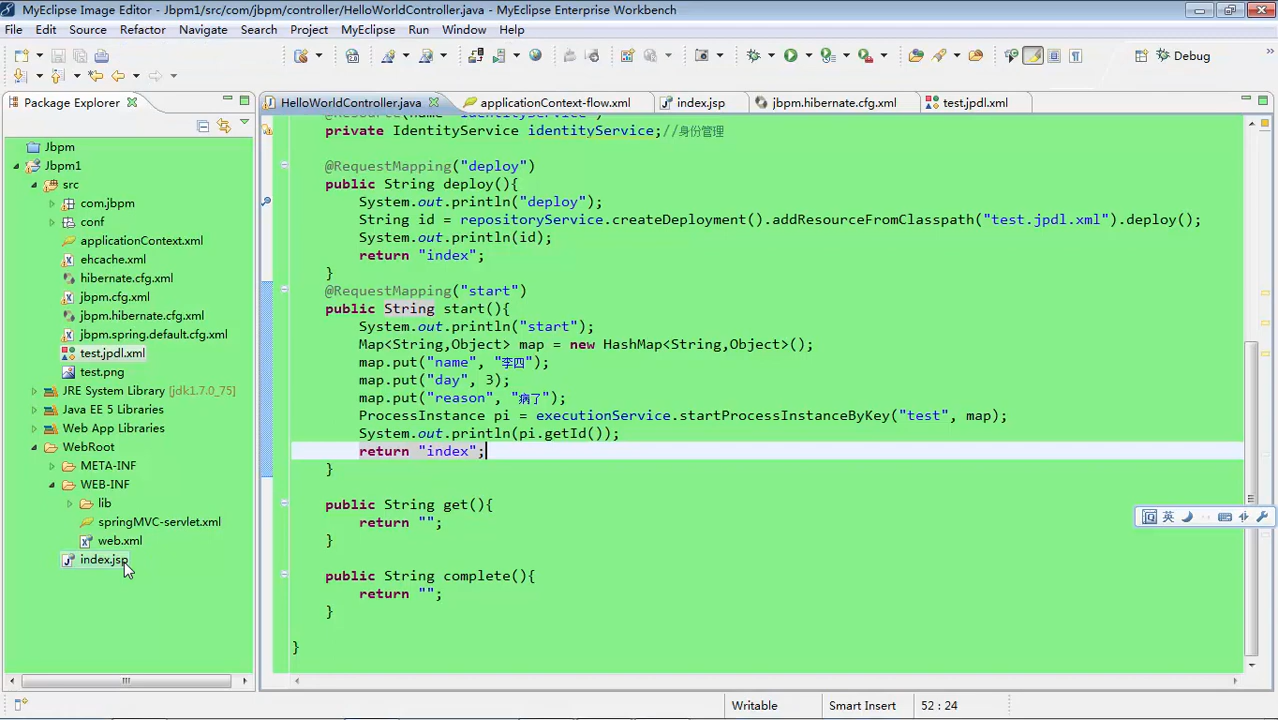 MyEclipse Image Editor - Jbpm1/src/com/jbpm/controller/HelloWorldController.java - MyEclipse Enterprise Workbench
File Edit Source Refactor Navigate Search Project MyEclipse Run Window Help
Debug
Package Explorer
HelloWorldController.java applicationContext-flow.xml index.jsp jbpm.hibernate.cfg.xml test.jpdl.xml
Jbpm
Jbpm1
src
com.jbpm
conf
applicationContext.xml
ehcache.xml
hibernate.cfg.xml
jbpm.cfg.xml
jbpm.hibernate.cfg.xml
jbpm.spring.default.cfg.xml
test.jpdl.xml
test.png
JRE System Library [jdk1.7.0_75]
Java EE 5 Libraries
Web App Libraries
WebRoot
META-INF
WEB-INF
lib
springMVC-servlet.xml
web.xml
index.jsp
@Resource(name="identityService")
private IdentityService identityService;//身份管理
@RequestMapping("deploy")
public String deploy(){
System.out.println("deploy");
String id = repositoryService.createDeployment().addResourceFromClasspath("test.jpdl.xml").deploy();
System.out.println(id);
return "index";
}
@RequestMapping("start")
public String start(){
System.out.println("start");
Map<String,Object> map = new HashMap<String,Object>();
map.put("name", "李四");
map.put("day", 3);
map.put("reason", "病了");
ProcessInstance pi = executionService.startProcessInstanceByKey("test", map);
System.out.println(pi.getId());
return "index";
}
public String get(){
return "";
}
public String complete(){
return "";
}
}
英
Writable Smart Insert 52 : 24